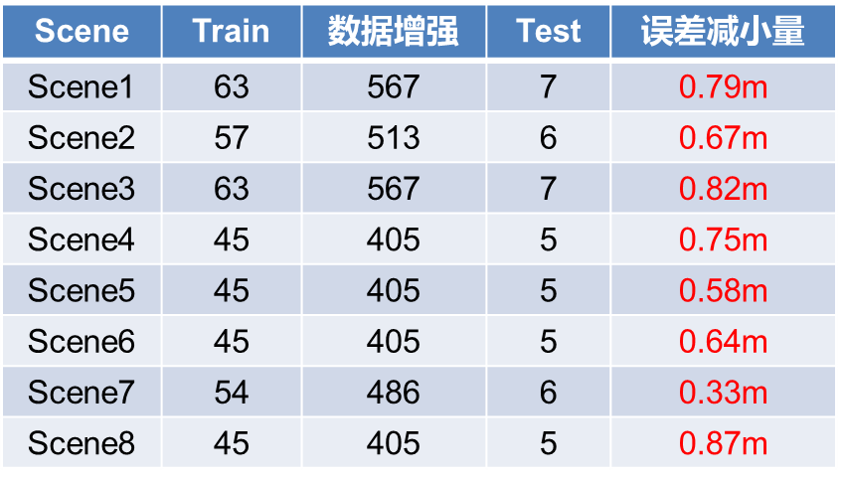 Scene Train 数据增强 Test 误差减小量
Scene1 63 567 7 0.79m
Scene2 57 513 6 0.67m
Scene3 63 567 7 0.82m
Scene4 45 405 5 0.75m
Scene5 45 405 5 0.58m
Scene6 45 405 5 0.64m
Scene7 54 486 6 0.33m
Scene8 45 405 5 0.87m